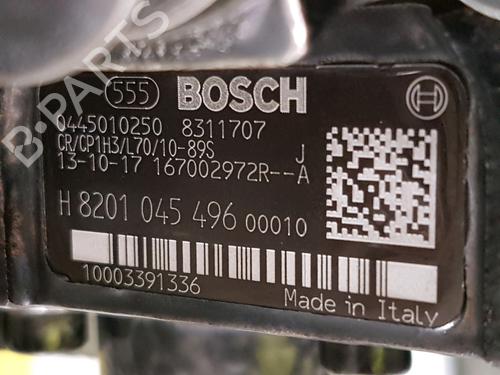 555 BOSCH
0445010250 8311707
CR/CP1H3/L70/10-89S J
13-10-17 167002972R--A
H 8201 045 496 00010
10003391336
Made in Italy
B-PARTS